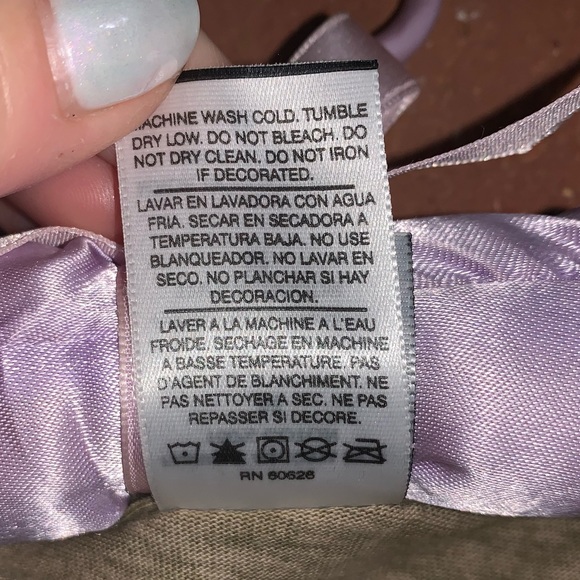 MACHINE WASH COLD. TUMBLE
DRY LOW. DO NOT BLEACH. DO
NOT DRY CLEAN. DO NOT IRON
IF DECORATED.
LAVAR EN LAVADORA CON AGUA
FRIA. SECAR EN SECADORA A
TEMPERATURA BAJA. NO USE
BLANQUEADOR. NO LAVAR EN
SECO. NO PLANCHAR SI HAY
DECORACION.
LAVER A LA MACHINE A L'EAU
FROIDE. SECHAGE EN MACHINE
A BASSE TEMPERATURE. PAS
D'AGENT DE BLANCHIMENT. NE
PAS NETTOYER A SEC. NE PAS
REPASSER SI DECORE.
RN 60626